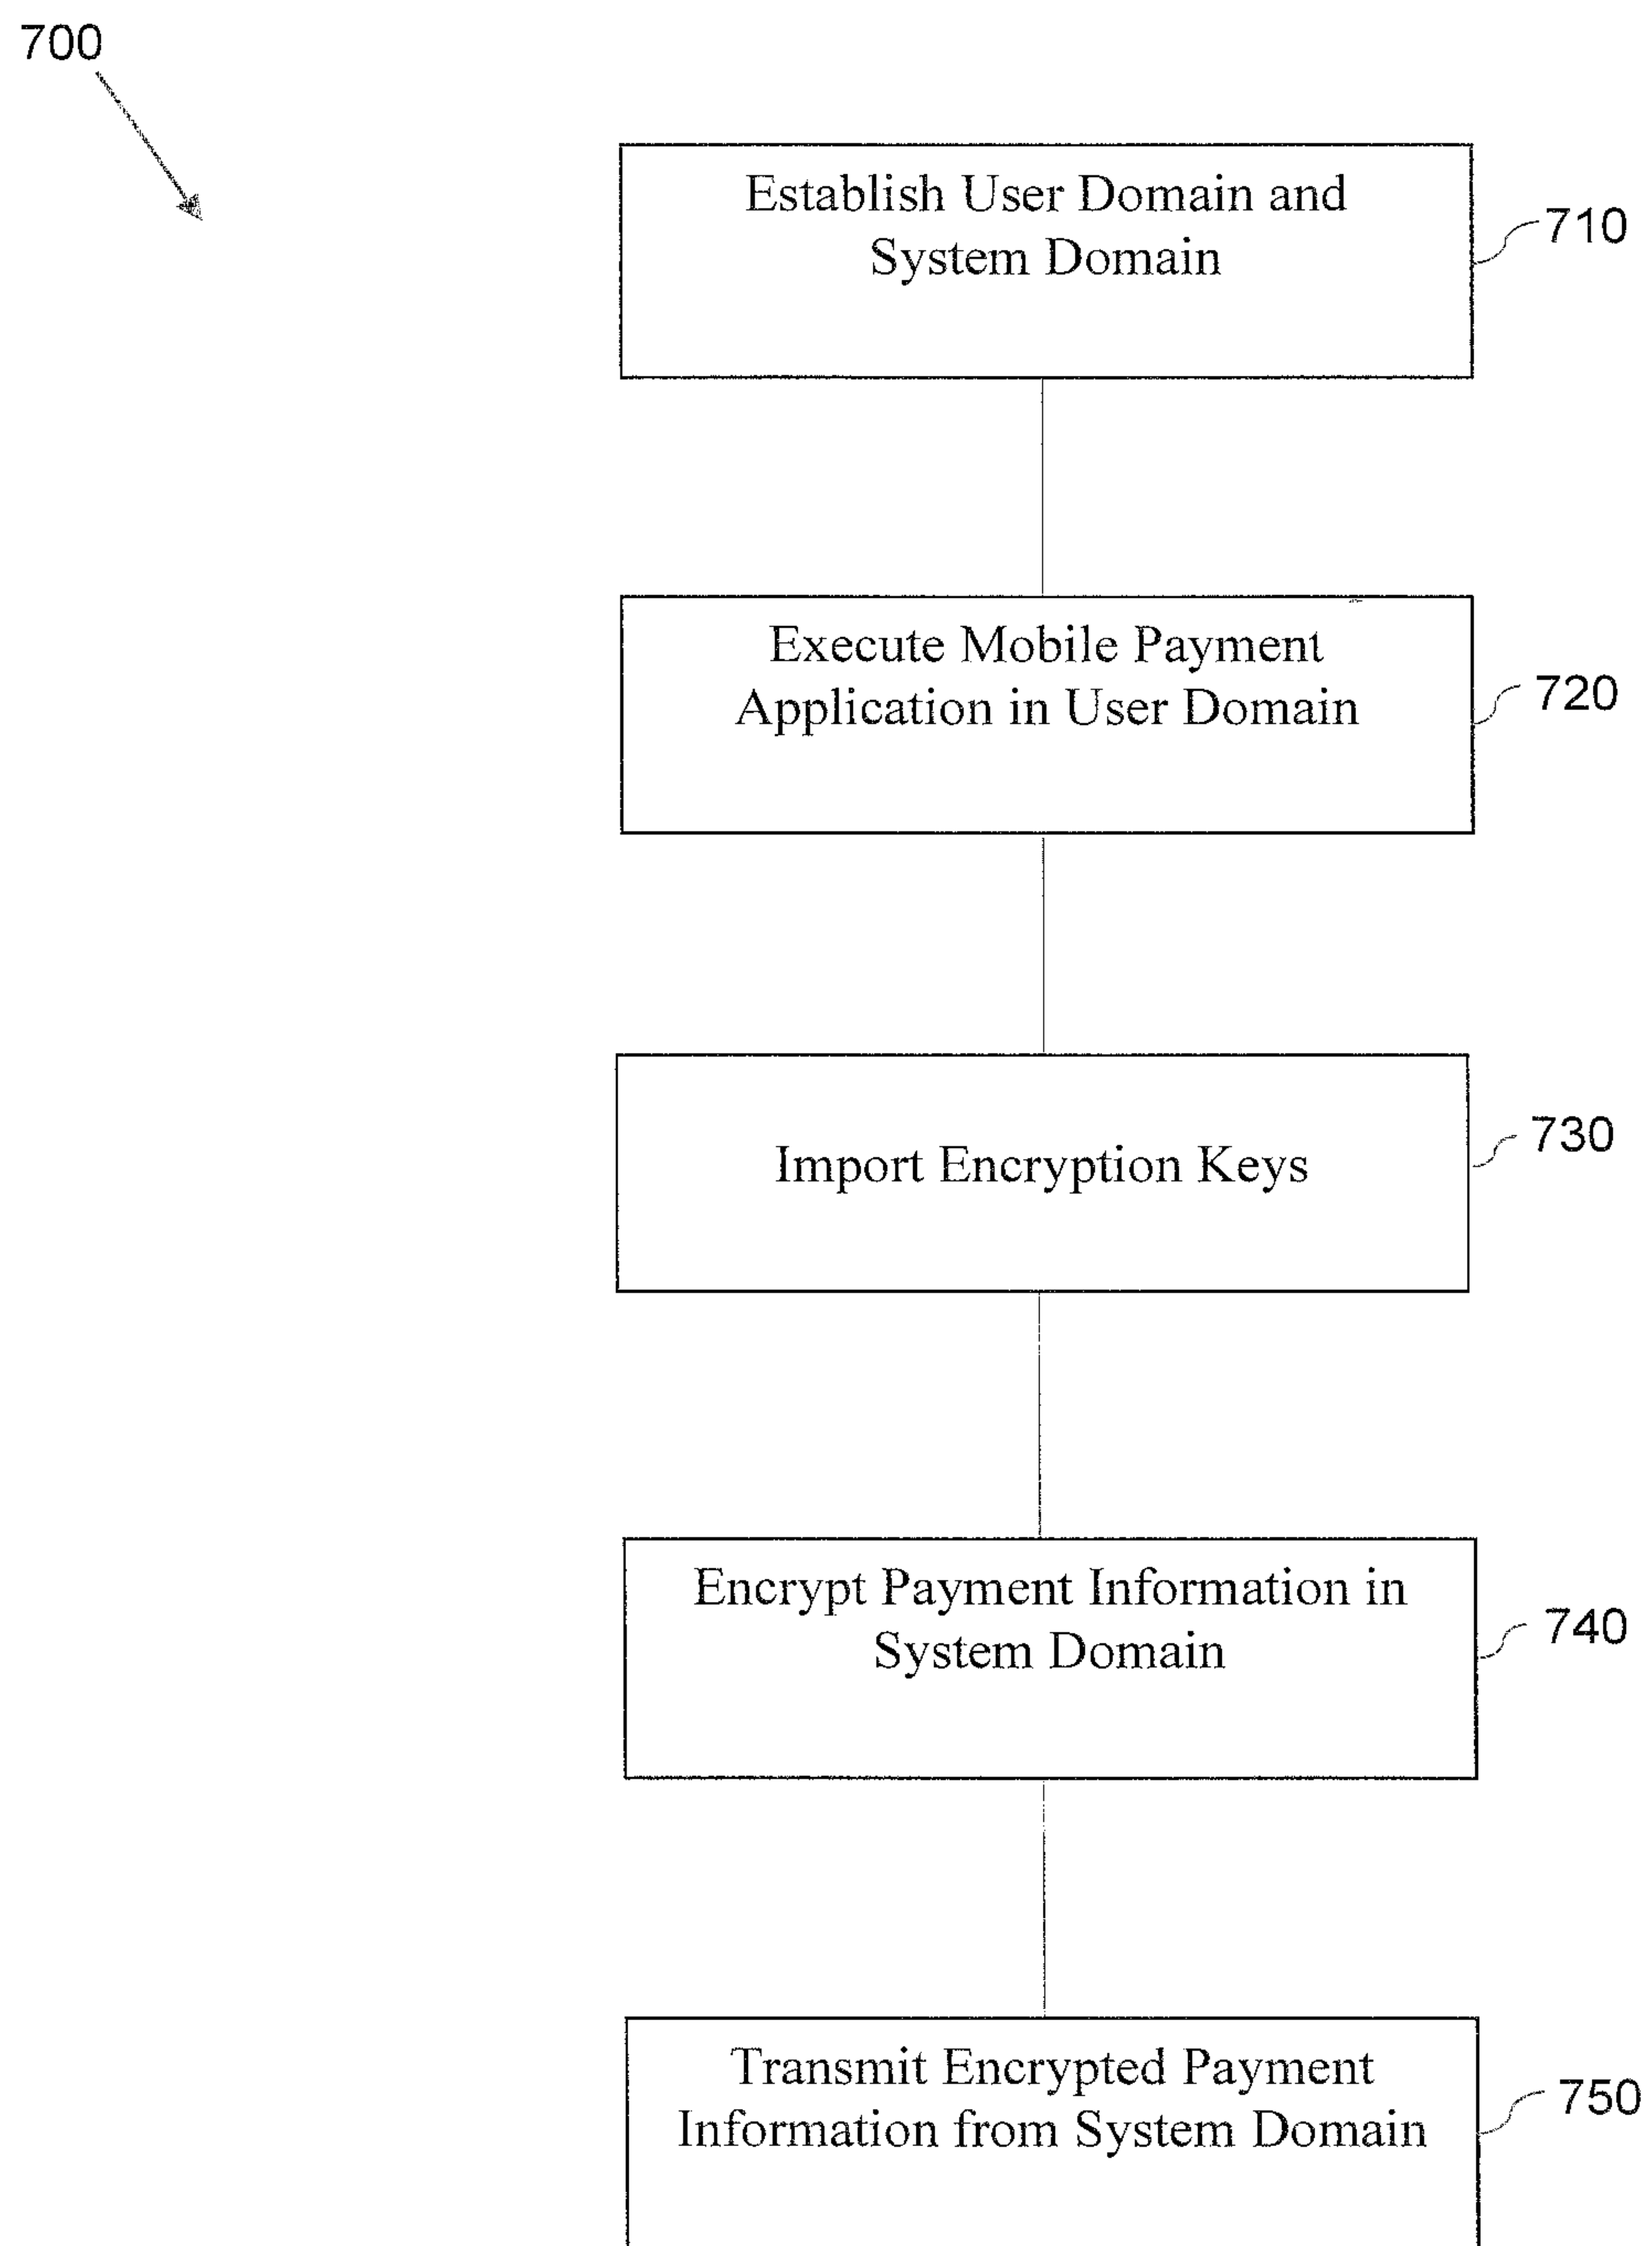 700
Establish User Domain and
System Domain
710
Execute Mobile Payment
Application in User Domain
720
Import Encryption Keys
730
Encrypt Payment Information in
System Domain
740
Transmit Encrypted Payment
Information from System Domain
750